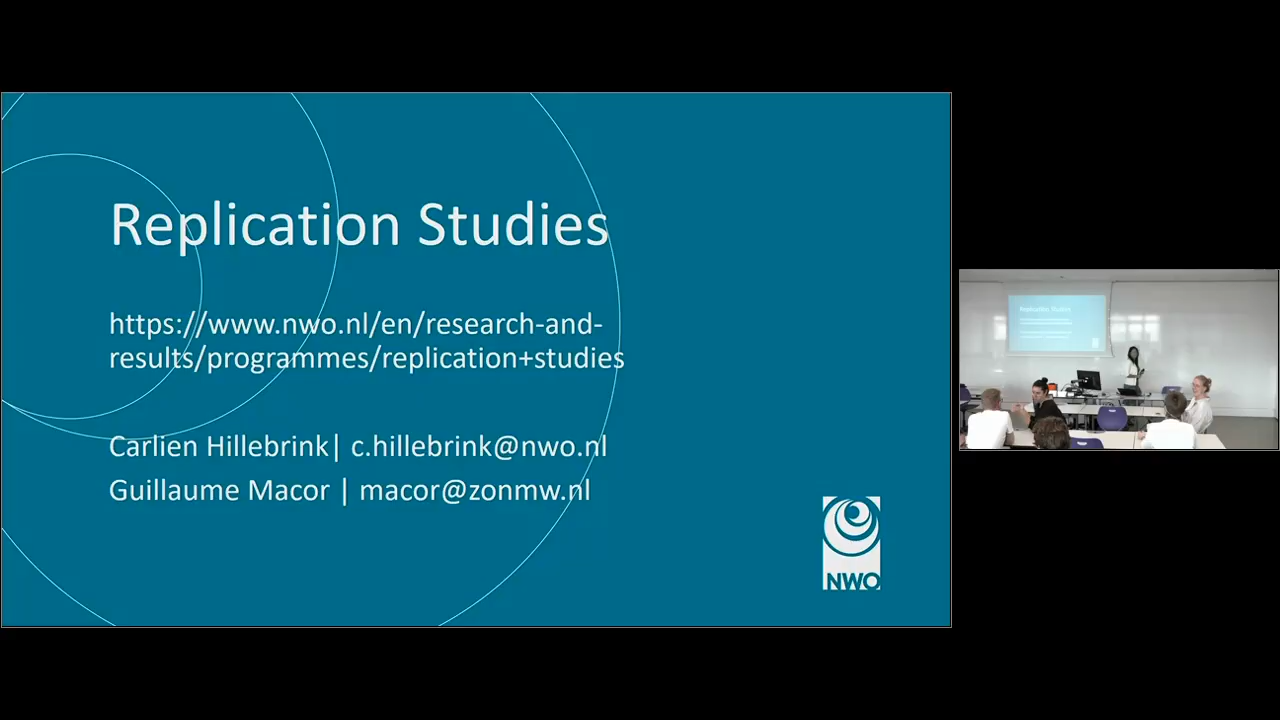 Replication Studies
https://www.nwo.nl/en/research-and-
results/programmes/replication+studies
Carlien Hillebrink| c.hillebrink@nwo.nl
Guillaume Macor | macor@zonmw.nl
NWO